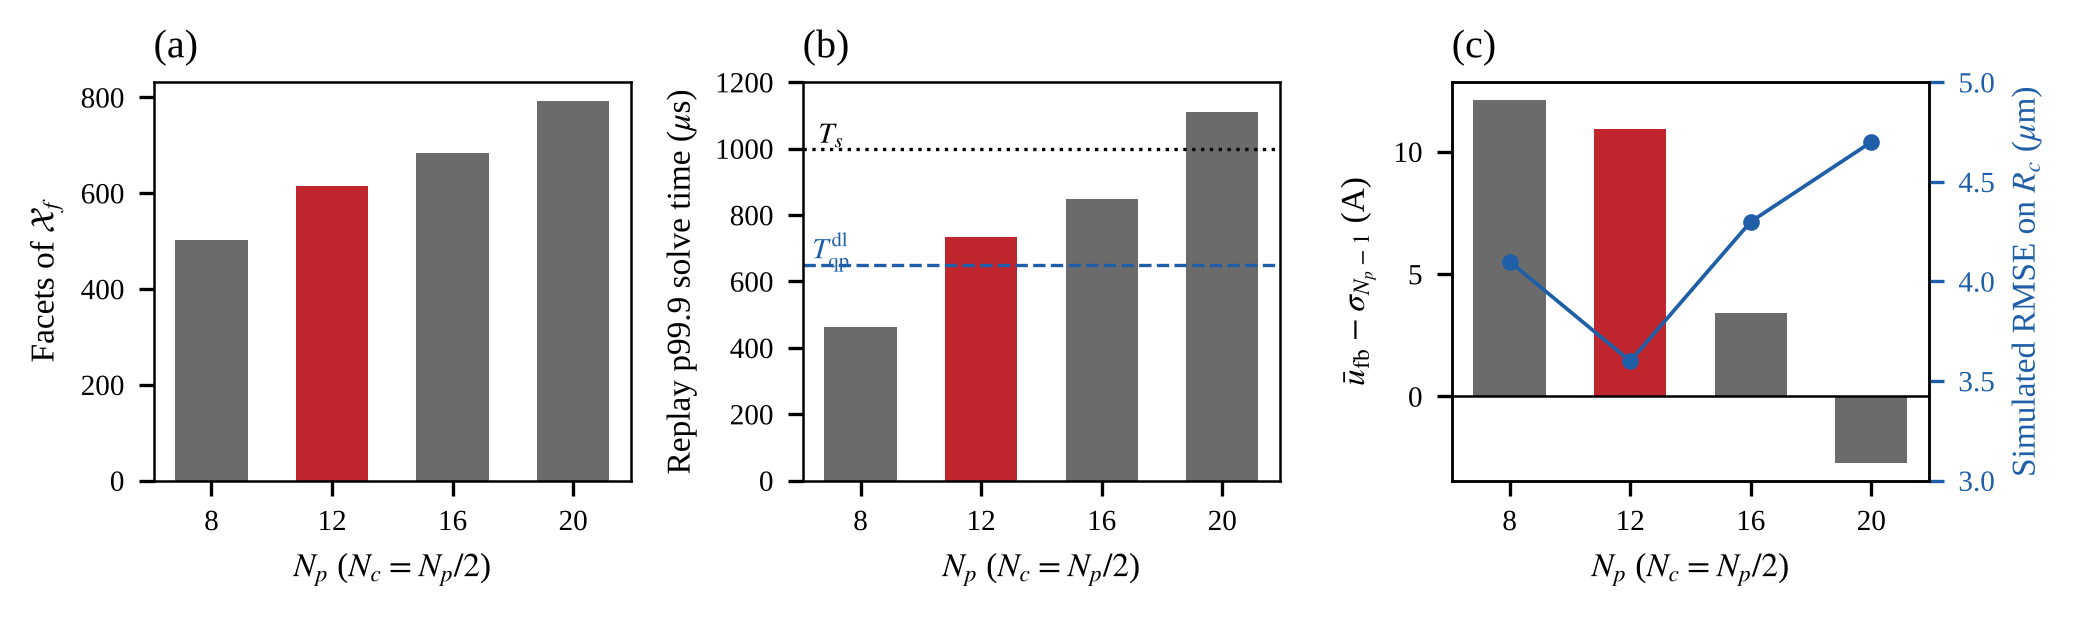 (a)
800
600
400
200
0
Facets of 𝒳_f
8 12 16 20
N_p (N_c = N_p/2)
(b)
1200
1000
800
600
400
200
0
Replay p99.9 solve time (μs)
T_s
T_qp^dl
8 12 16 20
N_p (N_c = N_p/2)
(c)
10
5
0
ū_fb − σ_{N_p−1} (A)
5.0
4.5
4.0
3.5
3.0
Simulated RMSE on R_c (μm)
8 12 16 20
N_p (N_c = N_p/2)